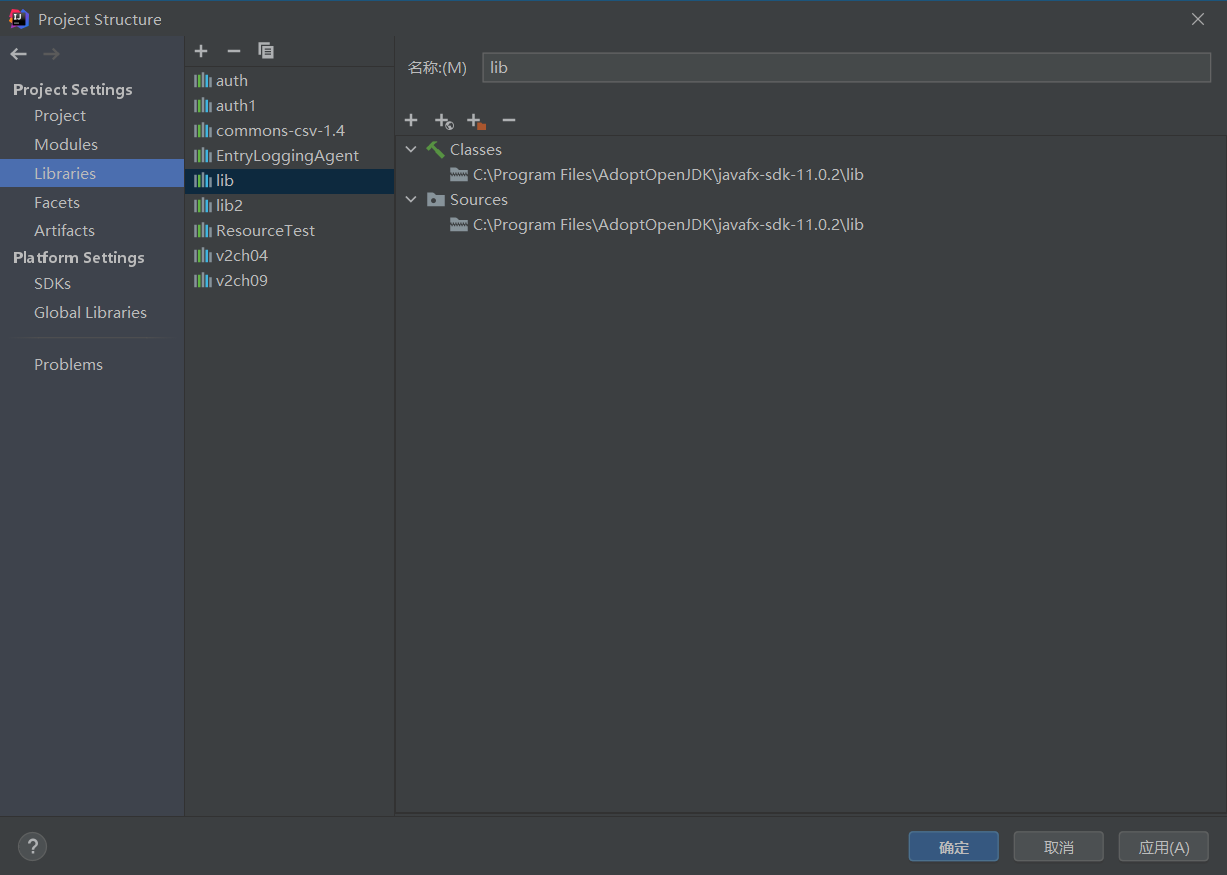 Project Structure
Project Settings
Project
Modules
Libraries
Facets
Artifacts
Platform Settings
SDKs
Global Libraries
Problems
auth
auth1
commons-csv-1.4
EntryLoggingAgent
lib
lib2
ResourceTest
v2ch04
v2ch09
名称:(M) lib
Classes
C:\Program Files\AdoptOpenJDK\javafx-sdk-11.0.2\lib
Sources
C:\Program Files\AdoptOpenJDK\javafx-sdk-11.0.2\lib
? 确定 取消 应用(A)